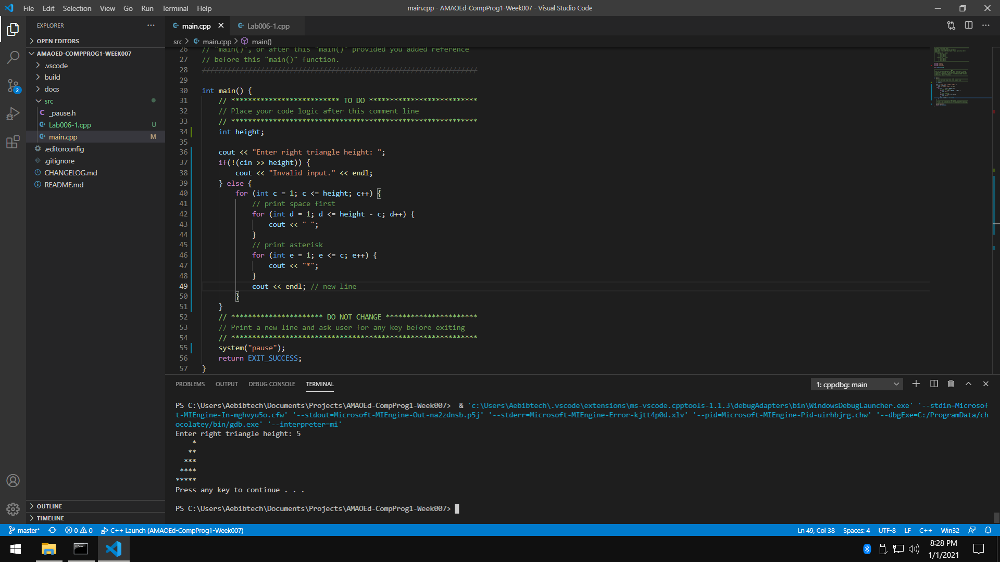 File Edit Selection View Go Run Terminal Help
main.cpp - AMAOEd-CompProg1-Week007 - Visual Studio Code
EXPLORER
OPEN EDITORS
AMAOED-COMPPROG1-WEEK007
.vscode
build
docs
src
_pause.h
Lab006-1.cpp U
main.cpp M
.editorconfig
.gitignore
CHANGELOG.md
README.md
OUTLINE
TIMELINE
2
main.cpp
Lab006-1.cpp
src > main.cpp > main()
26 // "main()", or after this "main()" provided you added reference
27 // before this "main()" function.
28 //////////////////////////////////////////////////////////////////
29
30 int main() {
31 // ************************** TO DO **************************
32 // Place your code logic after this comment line
33 // ***********************************************************
34 int height;
35
36 cout << "Enter right triangle height: ";
37 if(!(cin >> height)) {
38 cout << "Invalid input." << endl;
39 } else {
40 for (int c = 1; c <= height; c++) {
41 // print space first
42 for (int d = 1; d <= height - c; d++) {
43 cout << " ";
44 }
45 // print asterisk
46 for (int e = 1; e <= c; e++) {
47 cout << "*";
48 }
49 cout << endl; // new line
50 }
51 }
52 // ********************** DO NOT CHANGE **********************
53 // Print a new line and ask user for any key before exiting
54 // ***********************************************************
55 system("pause");
56 return EXIT_SUCCESS;
57 }
PROBLEMS OUTPUT DEBUG CONSOLE TERMINAL
1: cppdbg: main
PS C:\Users\Aebibtech\Documents\Projects\AMAOEd-CompProg1-Week007> & 'c:\Users\Aebibtech\.vscode\extensions\ms-vscode.cpptools-1.1.3\debugAdapters\bin\WindowsDebugLauncher.exe' '--stdin=Microsof
t-MIEngine-In-mghvyu5o.cfw' '--stdout=Microsoft-MIEngine-Out-na2zdnsb.p5j' '--stderr=Microsoft-MIEngine-Error-kjtt4p0d.xlv' '--pid=Microsoft-MIEngine-Pid-uirhbjrg.chw' '--dbgExe=C:/ProgramData/ch
ocolatey/bin/gdb.exe' '--interpreter=mi'
Enter right triangle height: 5
    *
   **
  ***
 ****
*****
Press any key to continue . . .
PS C:\Users\Aebibtech\Documents\Projects\AMAOEd-CompProg1-Week007>
master* 0 0 C++ Launch (AMAOEd-CompProg1-Week007)
Ln 49, Col 38 Spaces: 4 UTF-8 LF C++ Win32
8:28 PM
1/1/2021